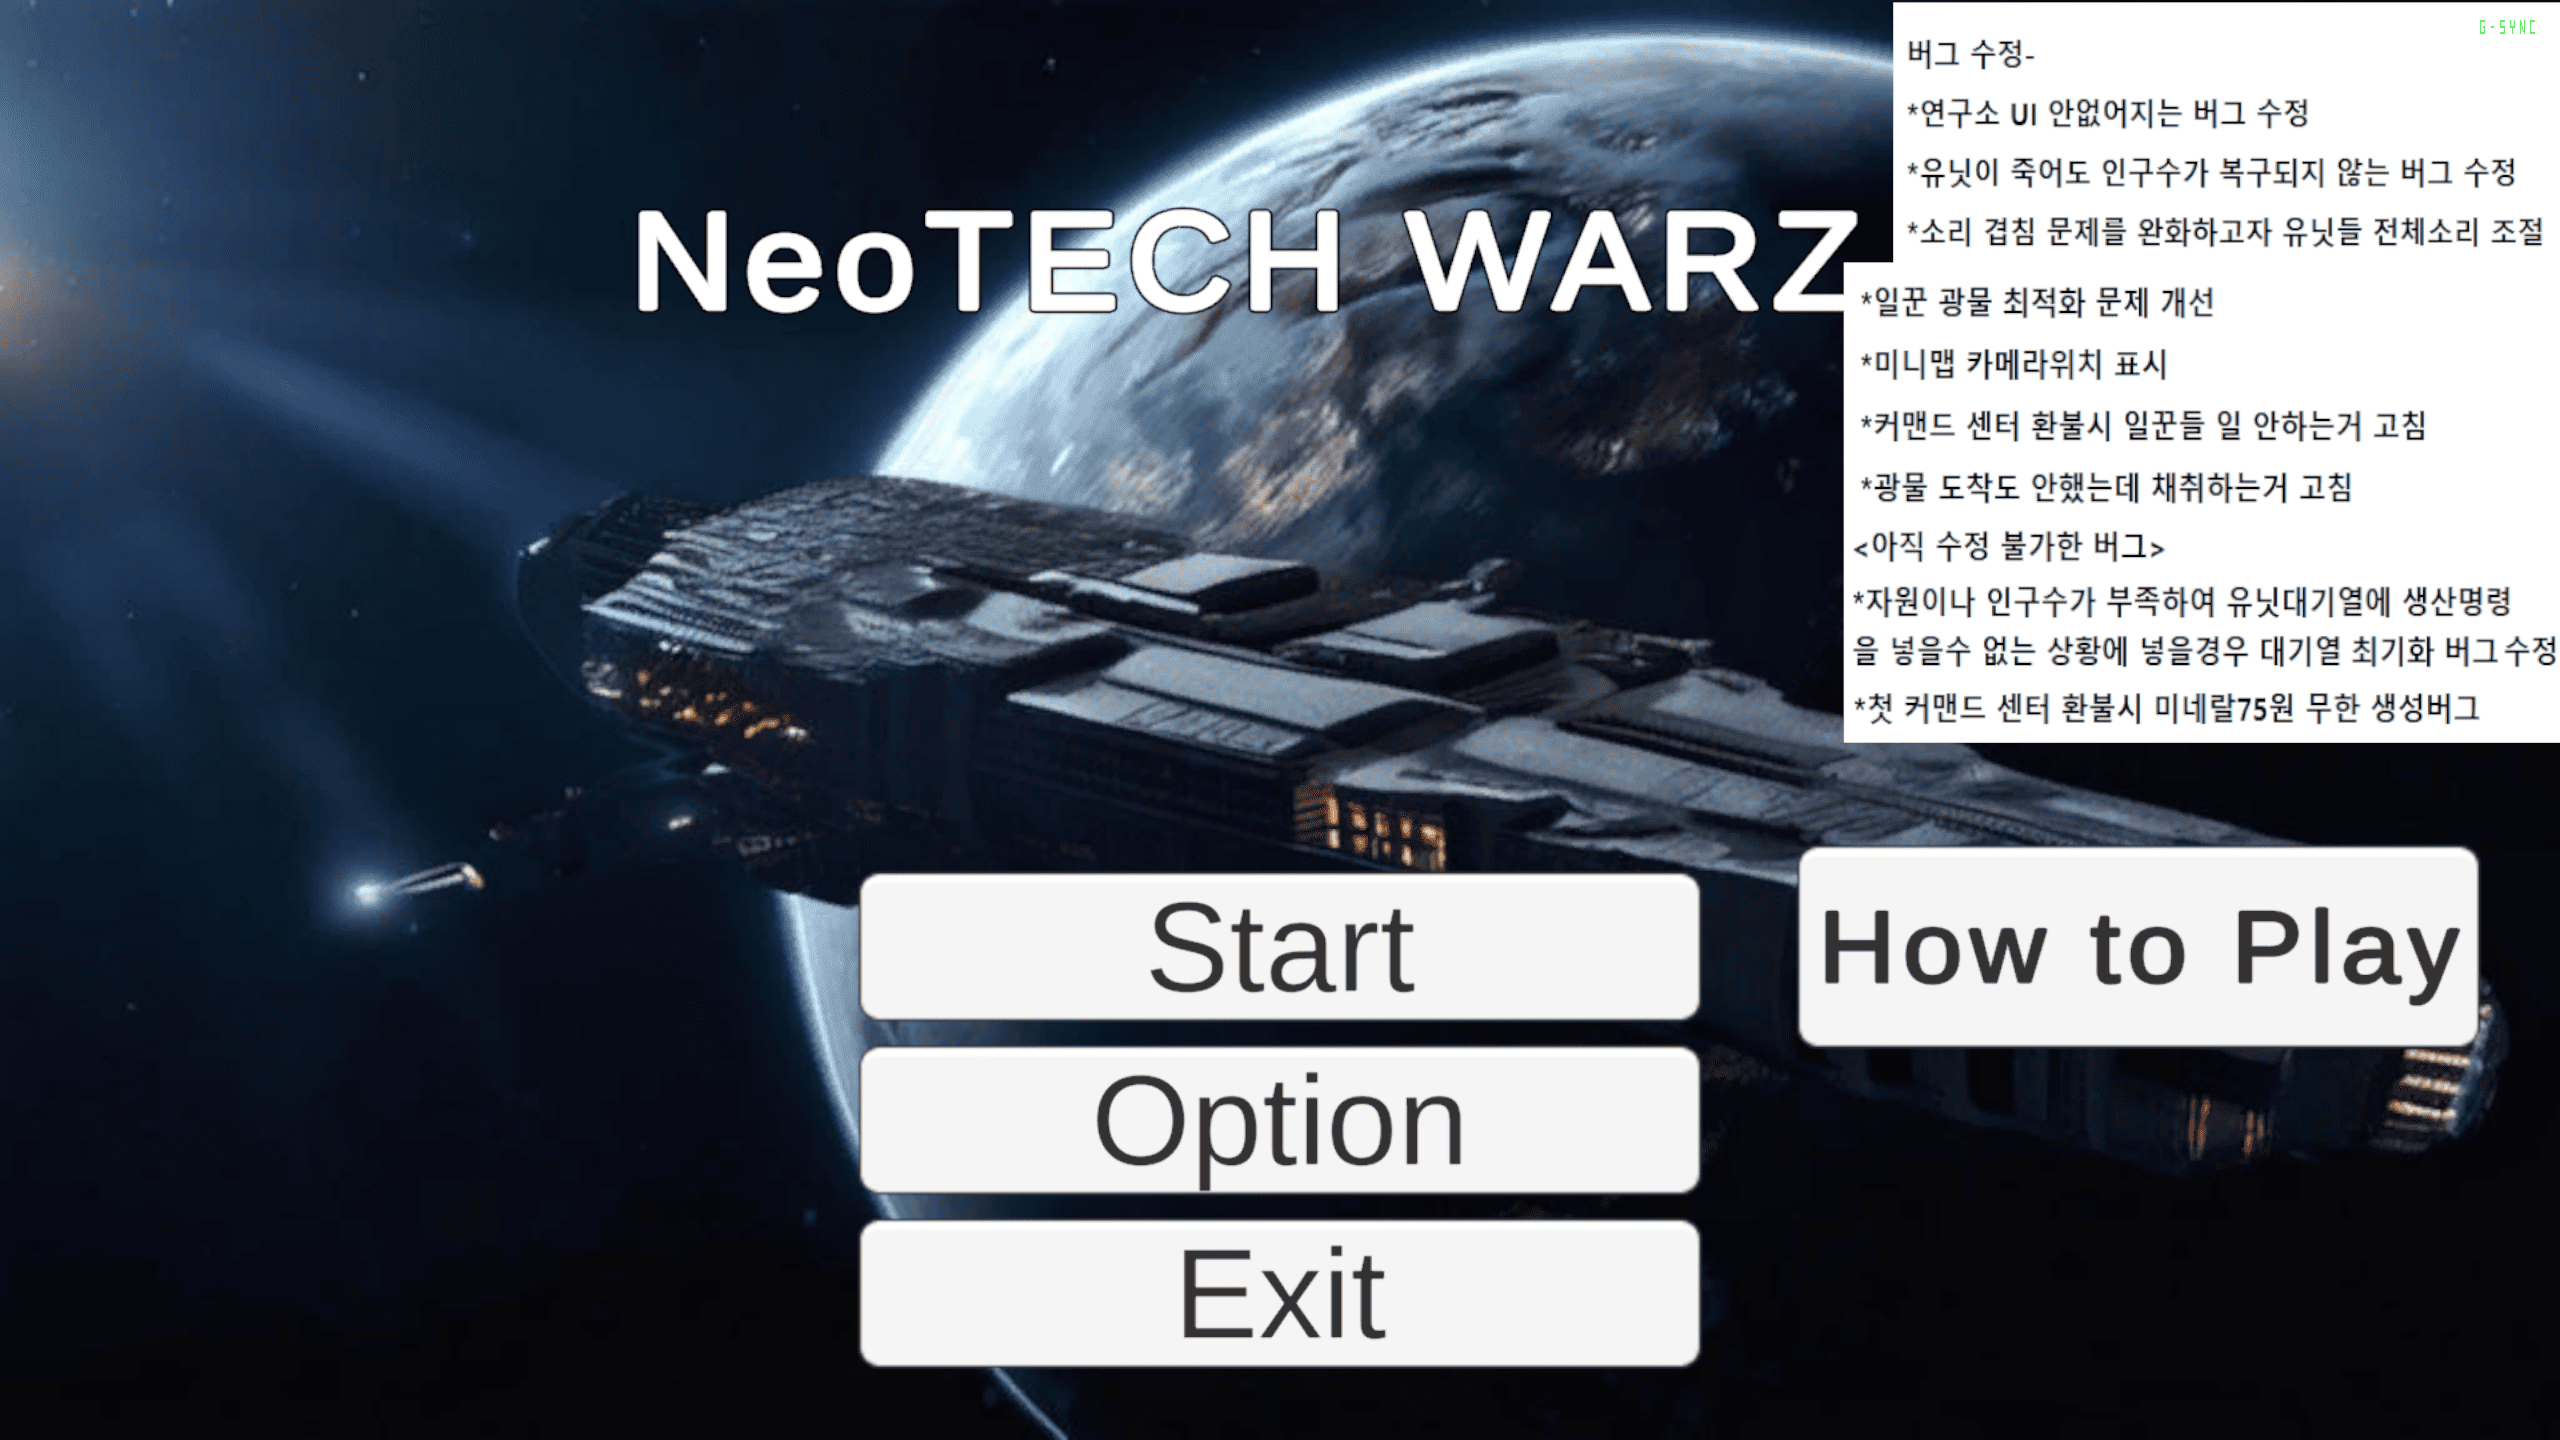 G-SYNC
버그 수정-
*연구소 UI 안없어지는 버그 수정
*유닛이 죽어도 인구수가 복구되지 않는 버그 수정
*소리 겹침 문제를 완화하고자 유닛들 전체소리 조절
*일꾼 광물 최적화 문제 개선
*미니맵 카메라위치 표시
*커맨드 센터 환불시 일꾼들 일 안하는거 고침
*광물 도착도 안했는데 채취하는거 고침
<아직 수정 불가한 버그>
*자원이나 인구수가 부족하여 유닛대기열에 생산명령
을 넣을수 없는 상황에 넣을경우 대기열 최기화 버그수정
*첫 커맨드 센터 환불시 미네랄75원 무한 생성버그
NeoTECH WARZ
Start
How to Play
Option
Exit